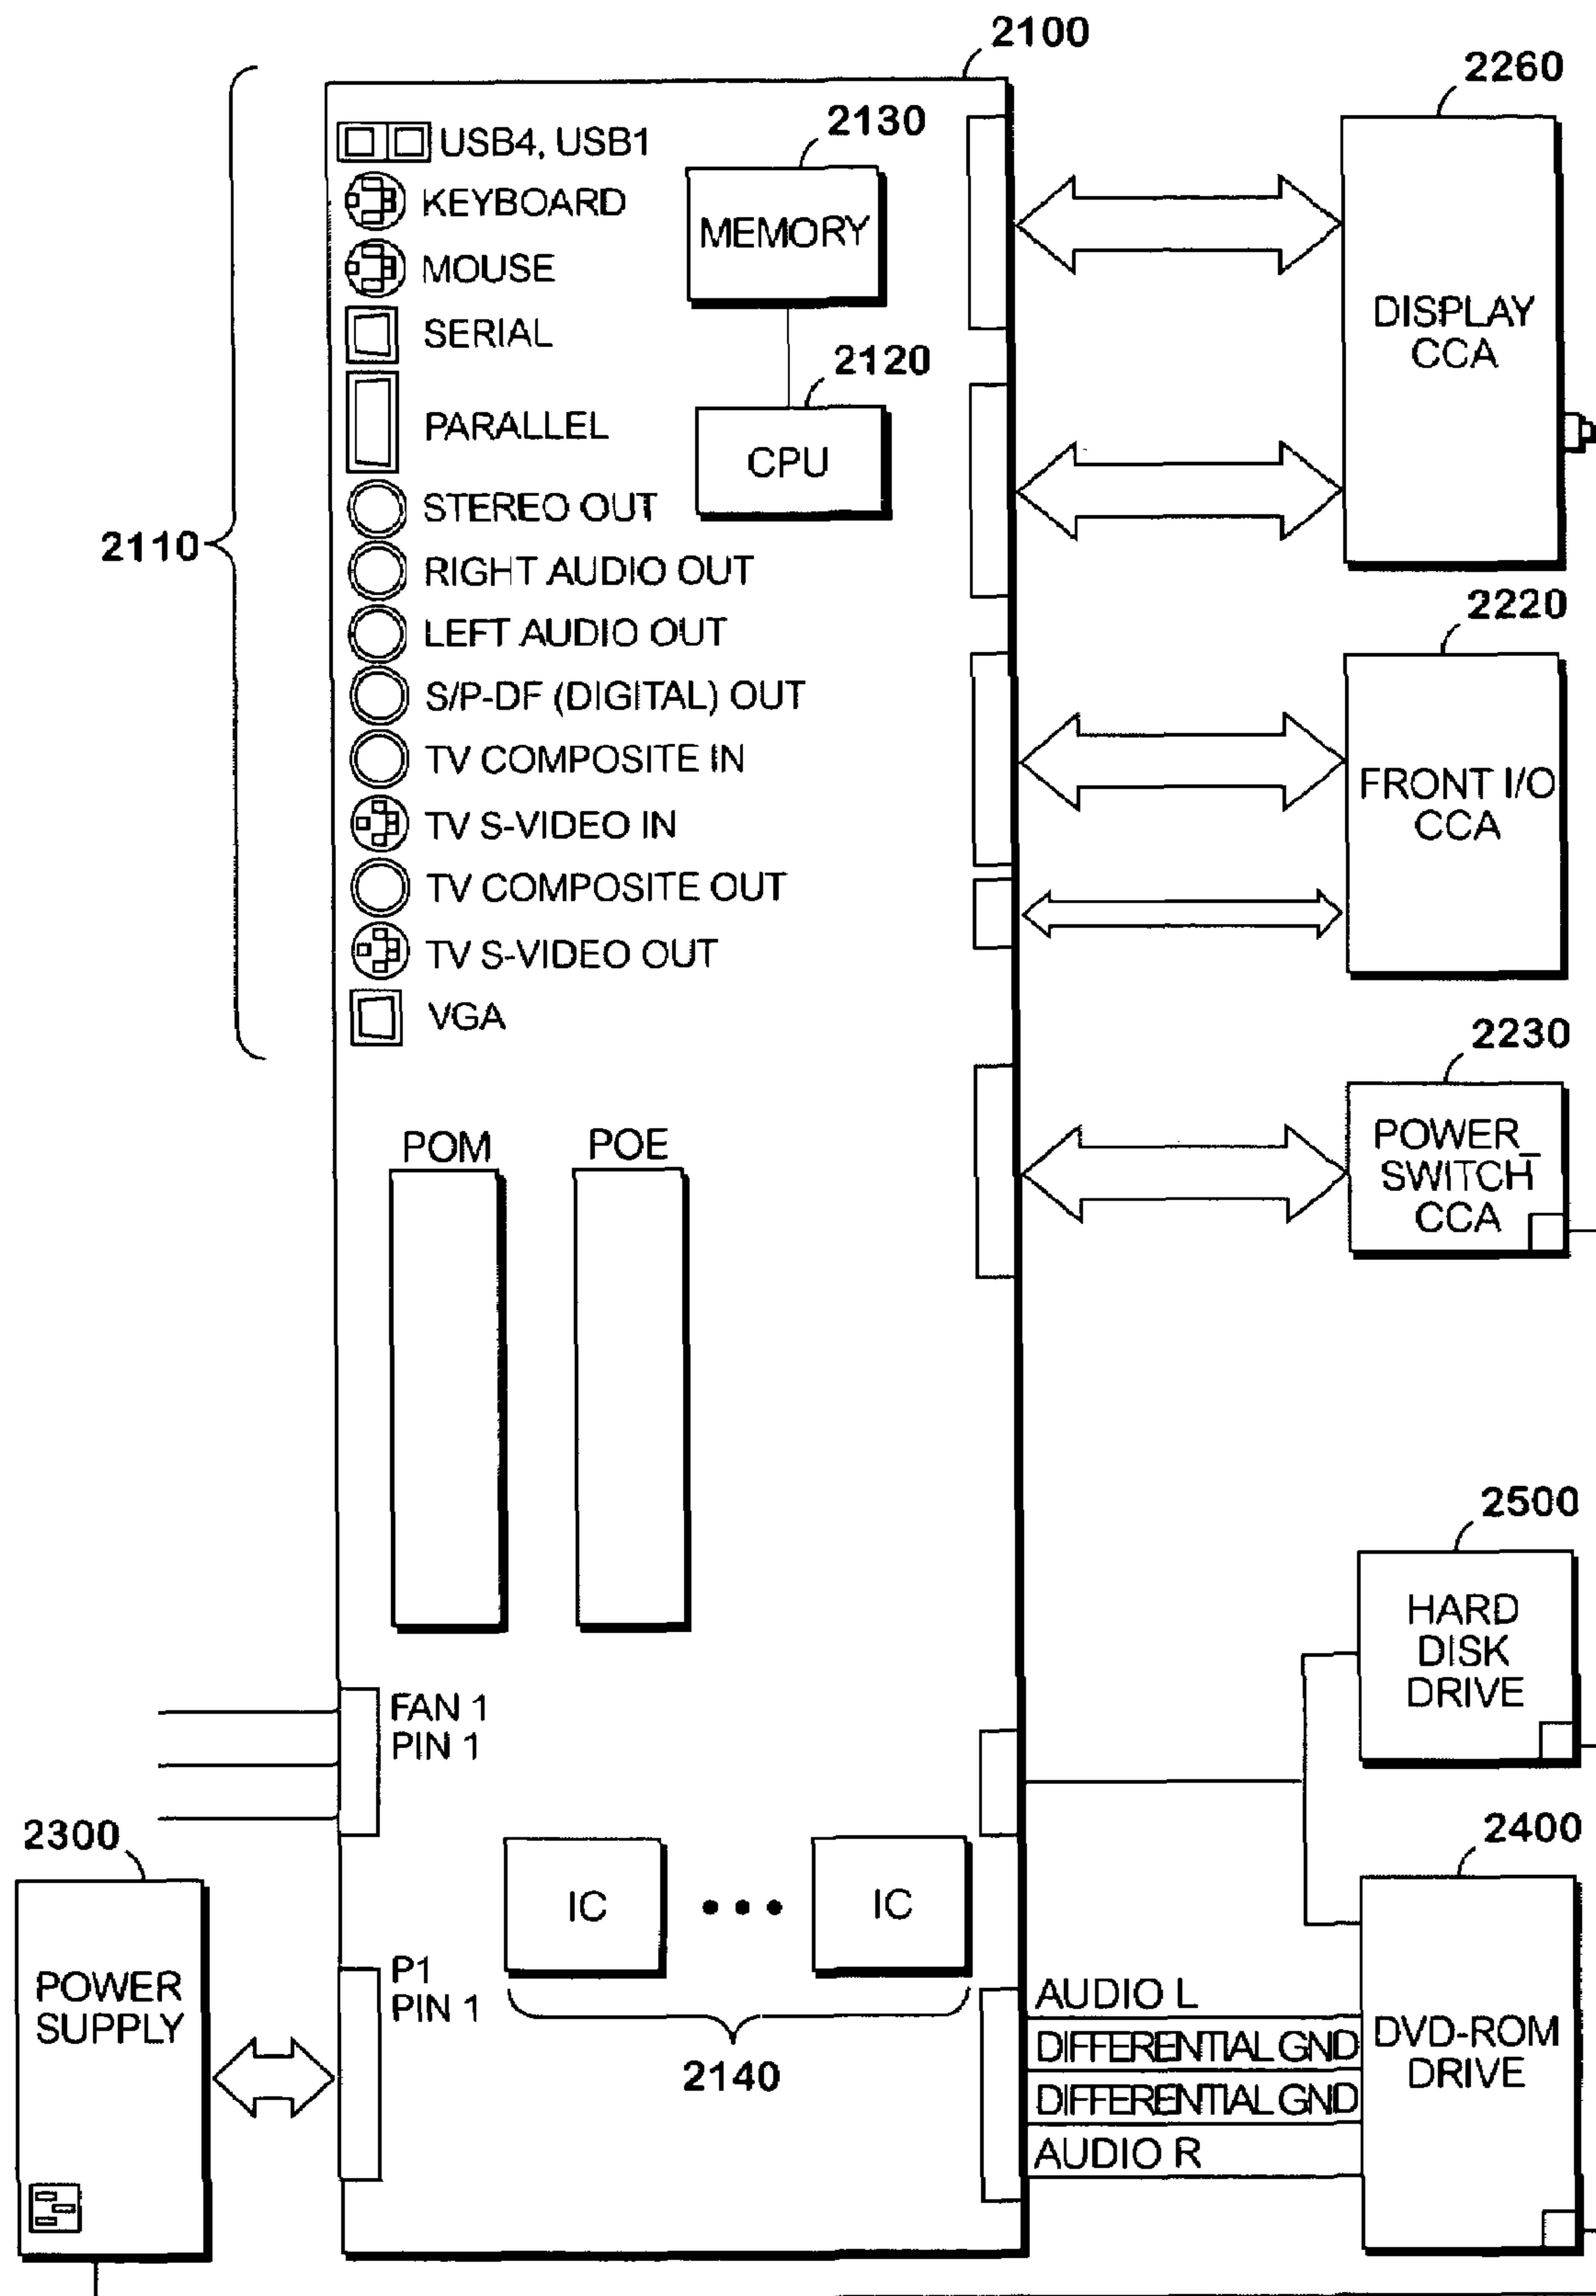 2100
2260
2130
USB4, USB1
KEYBOARD
MEMORY
MOUSE
DISPLAY
CCA
SERIAL
2120
PARALLEL
CPU
STEREO OUT
2110
RIGHT AUDIO OUT
2220
LEFT AUDIO OUT
S/P-DF (DIGITAL) OUT
TV COMPOSITE IN
FRONT I/O
CCA
TV S-VIDEO IN
TV COMPOSITE OUT
TV S-VIDEO OUT
VGA
2230
POWER
SWITCH
CCA
POM
POE
2500
HARD
DISK
DRIVE
FAN 1
PIN 1
2300
2400
IC
• • •
IC
POWER
SUPPLY
P1
PIN 1
2140
AUDIO L
DIFFERENTIAL GND
DIFFERENTIAL GND
AUDIO R
DVD-ROM
DRIVE